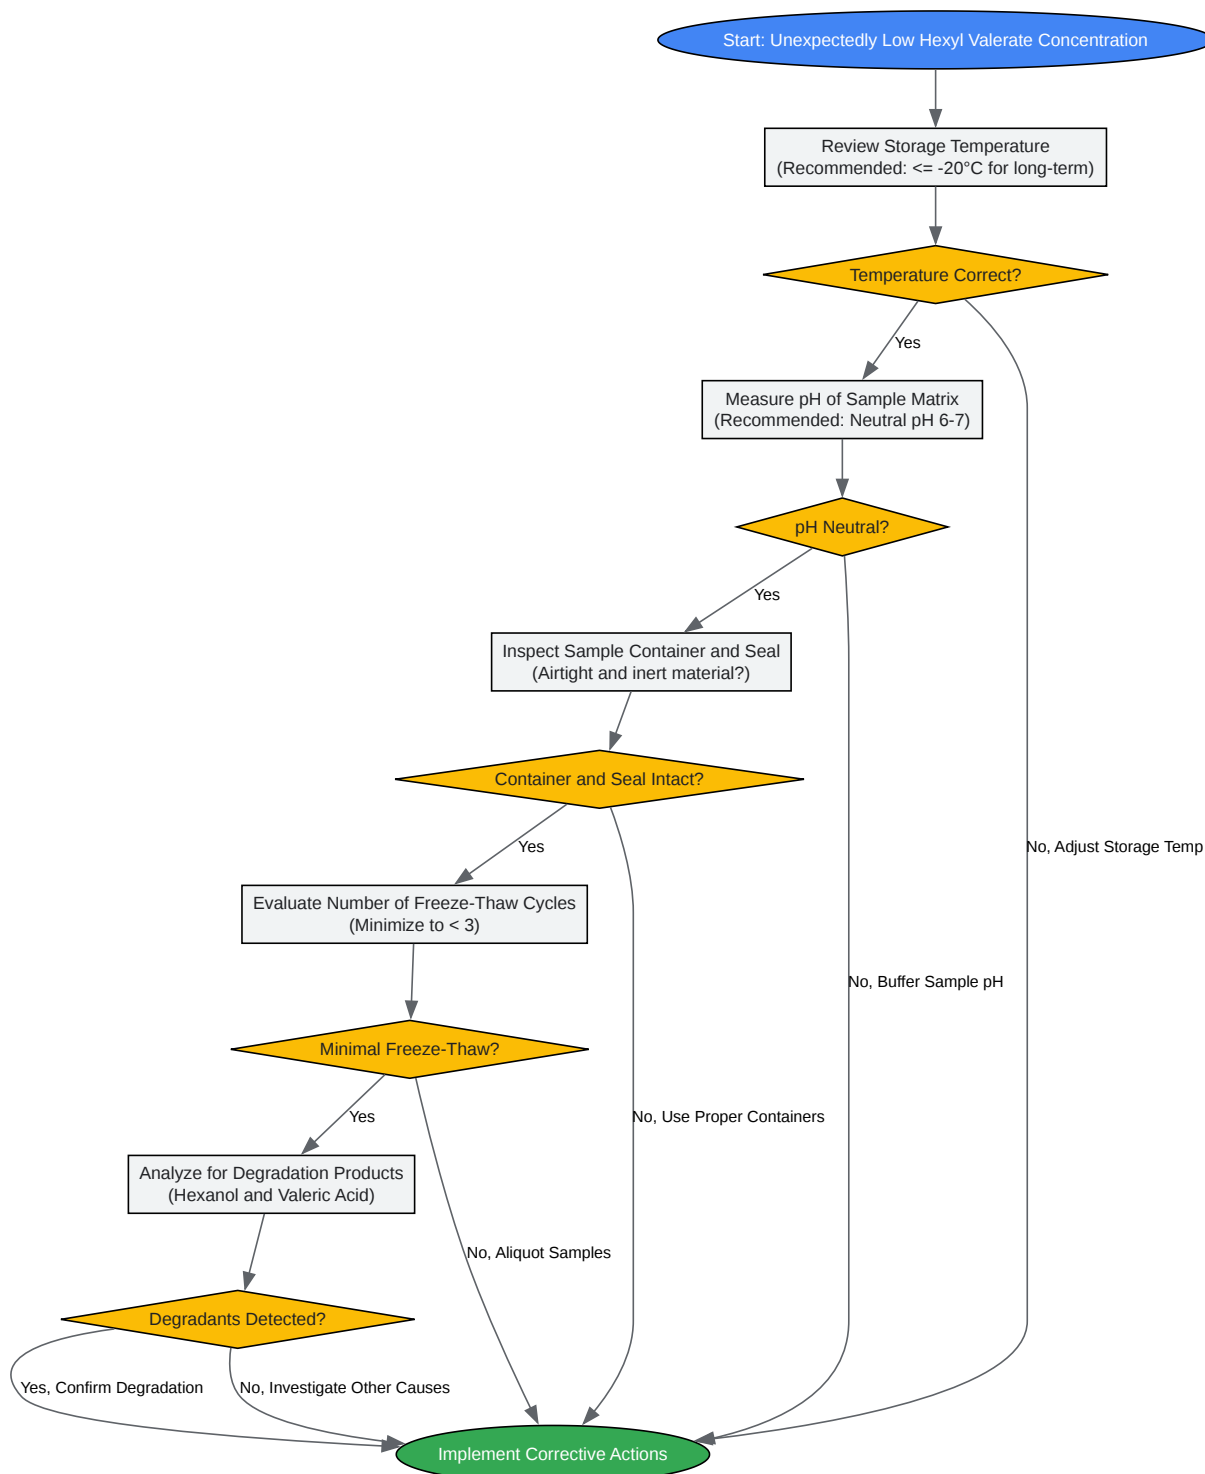 Start: Unexpectedly Low Hexyl Valerate Concentration
Review Storage Temperature
(Recommended: <= -20°C for long-term)
Temperature Correct?
Yes
Measure pH of Sample Matrix
(Recommended: Neutral pH 6-7)
pH Neutral?
Yes
Inspect Sample Container and Seal
(Airtight and inert material?)
Container and Seal Intact?
Yes
No, Adjust Storage Temp
Evaluate Number of Freeze-Thaw Cycles
(Minimize to < 3)
No, Buffer Sample pH
Minimal Freeze-Thaw?
Yes
No, Use Proper Containers
Analyze for Degradation Products
(Hexanol and Valeric Acid)
No, Aliquot Samples
Degradants Detected?
Yes, Confirm Degradation
No, Investigate Other Causes
Implement Corrective Actions